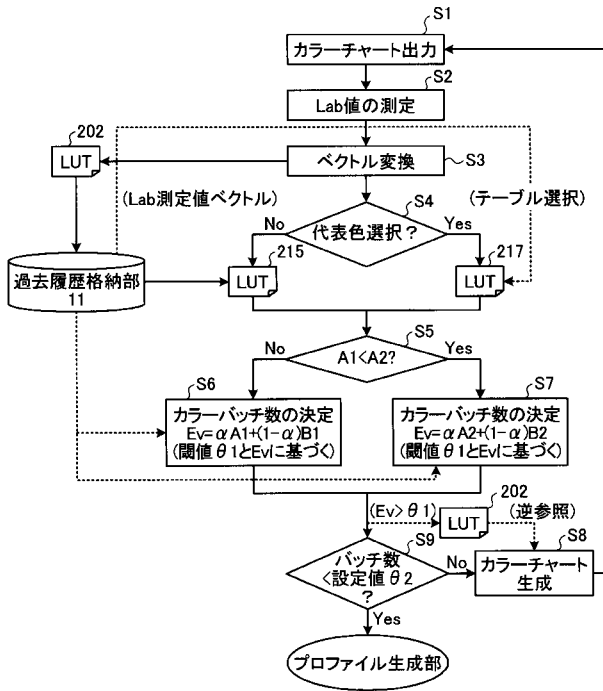 S1
カラーチャート出力
S2
Lab値の測定
202
LUT
ベクトル変換
S3
(Lab測定値ベクトル)
(テーブル選択)
S4
No
代表色選択？
Yes
過去履歴格納部
11
215
LUT
217
LUT
S5
No
A1<A2?
Yes
S6
カラーパッチ数の決定
Ev=αA1+(1-α)B1
(閾値θ1とEvに基づく)
S7
カラーパッチ数の決定
Ev=αA2+(1-α)B2
(閾値θ1とEvに基づく)
(Ev>θ1)
202
LUT
(逆参照)
S9
パッチ数
<設定値θ2
?
No
S8
カラーチャート
生成
Yes
プロファイル生成部